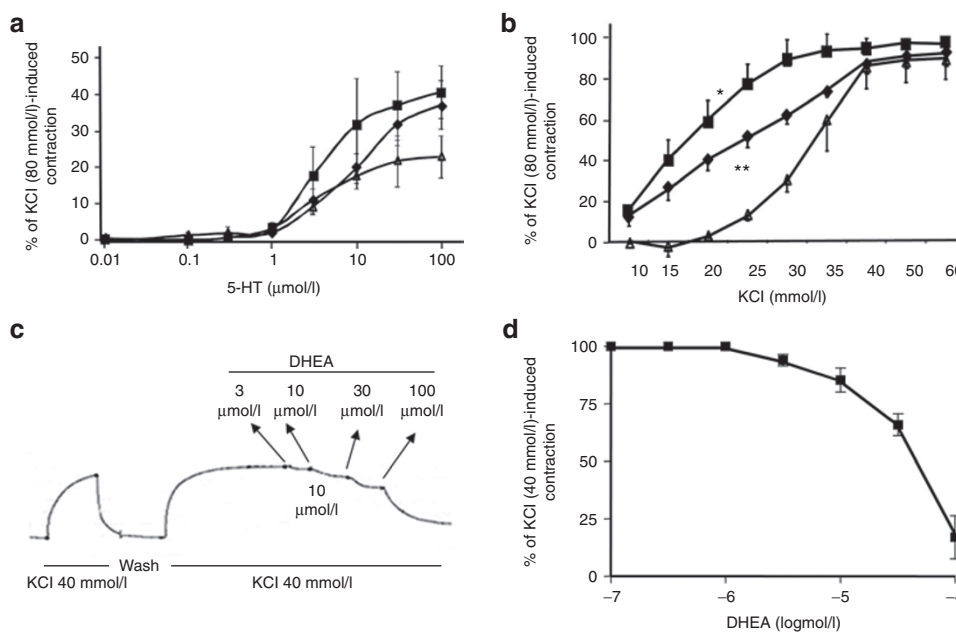 a
% of KCl (80 mmol/l)-induced
contraction
50
40
30
20
10
0
0.01 0.1 1 10 100
5-HT (μmol/l)
b
% of KCl (80 mmol/l)-induced
contraction
100
80
60
40
20
0
*
**
10 15 20 25 30 35 40 50 60
KCl (mmol/l)
c
DHEA
3 10 30 100
μmol/l μmol/l μmol/l μmol/l
10
μmol/l
Wash
KCl 40 mmol/l KCl 40 mmol/l
d
% of KCl (40 mmol/l)-induced
contraction
100
75
50
25
0
–7 –6 –5 –4
DHEA (logmol/l)